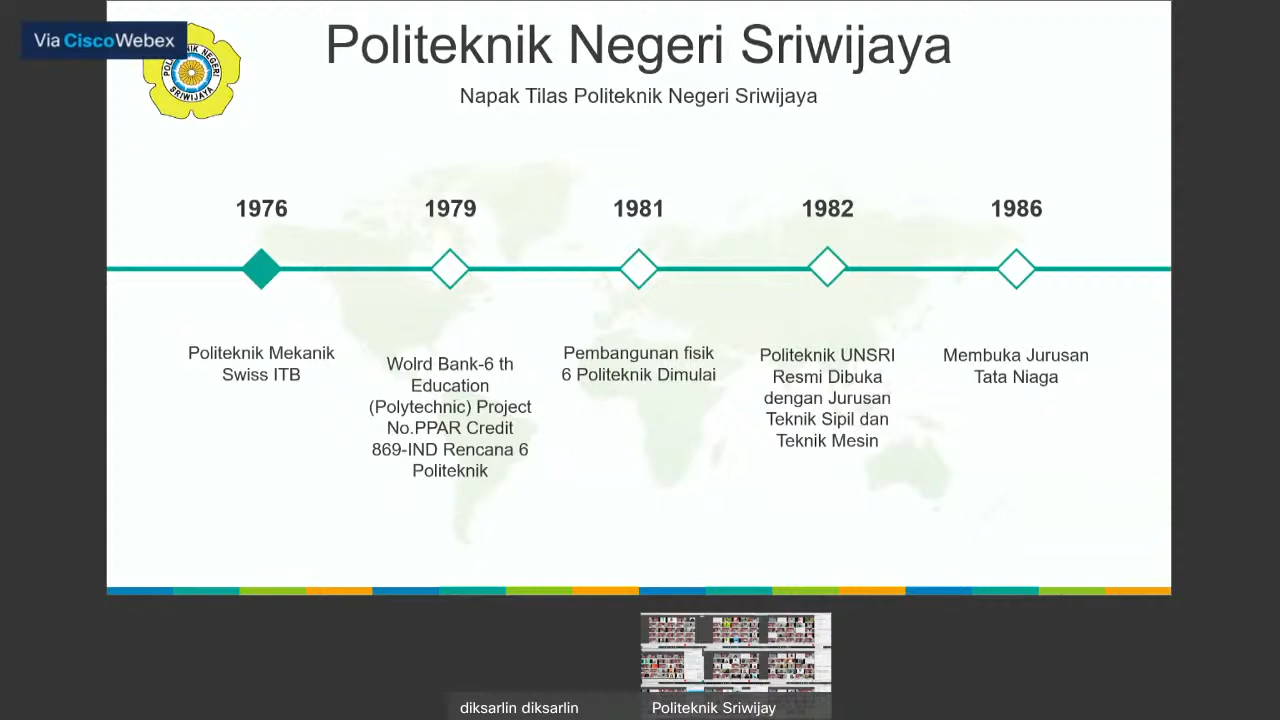 Via Cisco Webex
POLITEKNIK NEGERI
SRIWIJAYA
Politeknik Negeri Sriwijaya
Napak Tilas Politeknik Negeri Sriwijaya
1976
1979
1981
1982
1986
Politeknik Mekanik
Swiss ITB
Wolrd Bank-6 th
Education
(Polytechnic) Project
No.PPAR Credit
869-IND Rencana 6
Politeknik
Pembangunan fisik
6 Politeknik Dimulai
Politeknik UNSRI
Resmi Dibuka
dengan Jurusan
Teknik Sipil dan
Teknik Mesin
Membuka Jurusan
Tata Niaga
diksarlin diksarlin
Politeknik Sriwijay